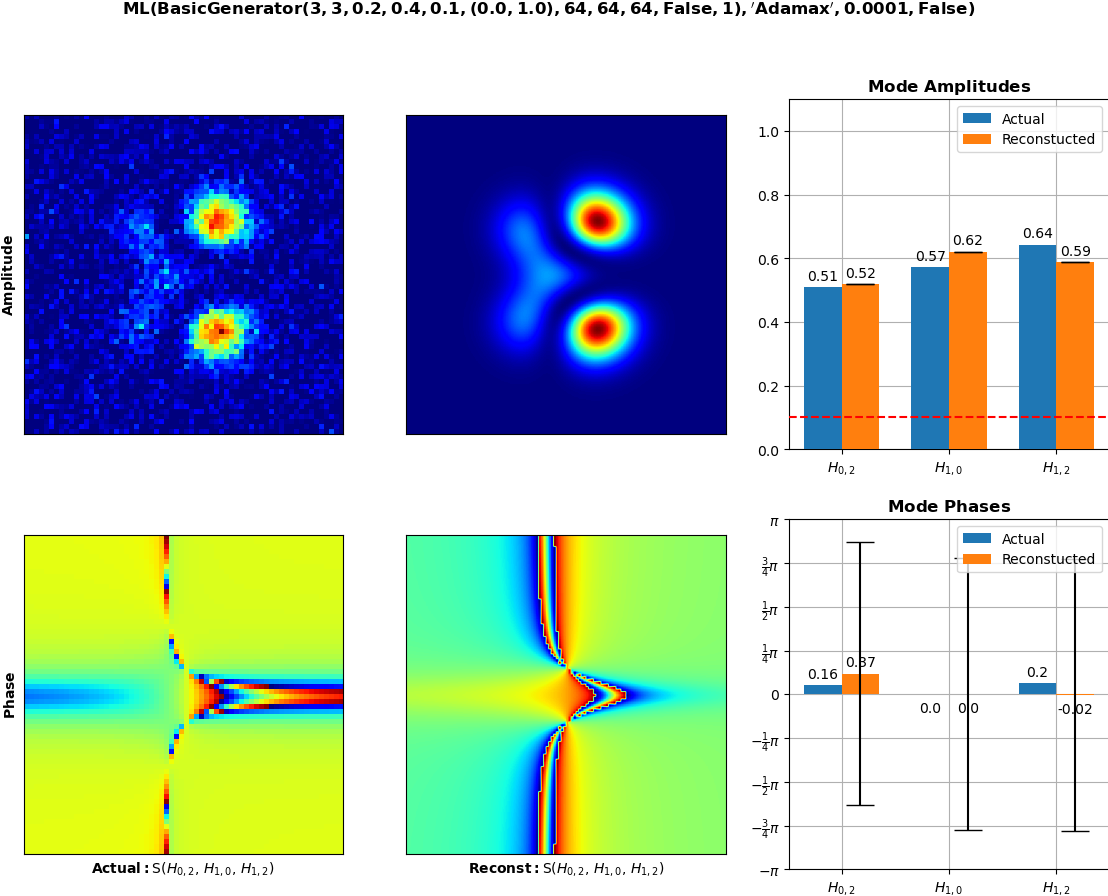 ML(BasicGenerator(3, 3, 0.2, 0.4, 0.1, (0.0, 1.0), 64, 64, 64, False, 1), ′Adamax′, 0.0001, False)
Mode Amplitudes
Amplitude
1.0
0.8
0.6
0.4
0.2
0.0
Actual
Reconstucted
0.51
0.52
0.57
0.62
0.64
0.59
H0, 2
H1, 0
H1, 2
Mode Phases
Phase
π
3/4π
1/2π
1/4π
0
−1/4π
−1/2π
−3/4π
−π
Actual
Reconstucted
0.16
0.37
0.0
0.0
0.2
-0.02
H0, 2
H1, 0
H1, 2
Actual: S(H0, 2, H1, 0, H1, 2)
Reconst: S(H0, 2, H1, 0, H1, 2)